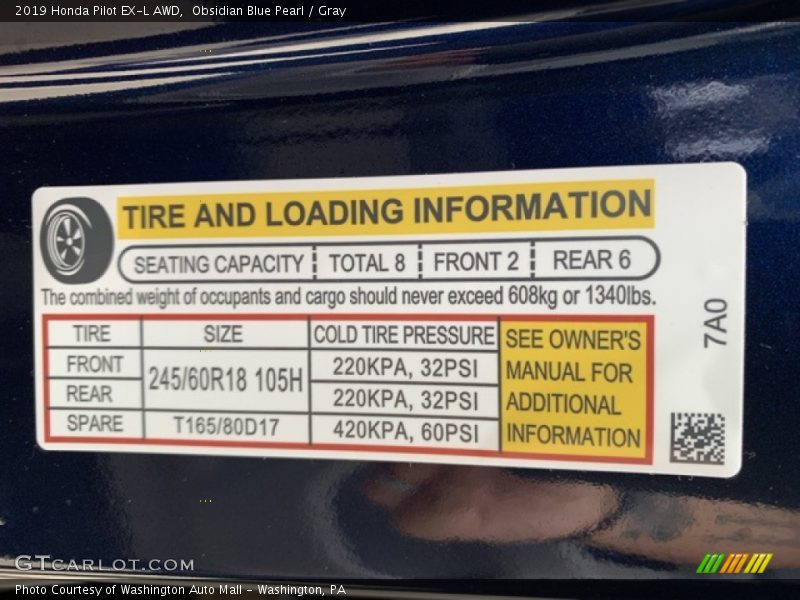 2019 Honda Pilot EX-L AWD,  Obsidian Blue Pearl / Gray
TIRE AND LOADING INFORMATION
SEATING CAPACITY TOTAL 8 FRONT 2 REAR 6
The combined weight of occupants and cargo should never exceed 608kg or 1340lbs.
TIRE SIZE COLD TIRE PRESSURE
FRONT 245/60R18 105H 220KPA, 32PSI
REAR 220KPA, 32PSI
SPARE T165/80D17 420KPA, 60PSI
SEE OWNER'S
MANUAL FOR
ADDITIONAL
INFORMATION
7A0
GTCARLOT.COM
Photo Courtesy of Washington Auto Mall - Washington, PA